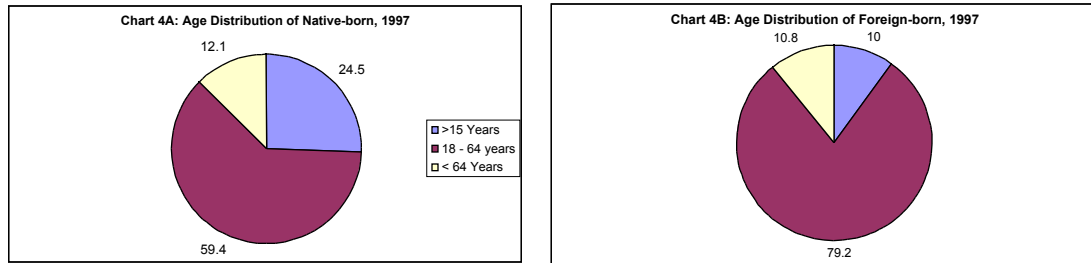 Chart 4A: Age Distribution of Native-born, 1997
12.1
24.5
>15 Years
18 - 64 years
< 64 Years
59.4
Chart 4B: Age Distribution of Foreign-born, 1997
10.8
10
79.2